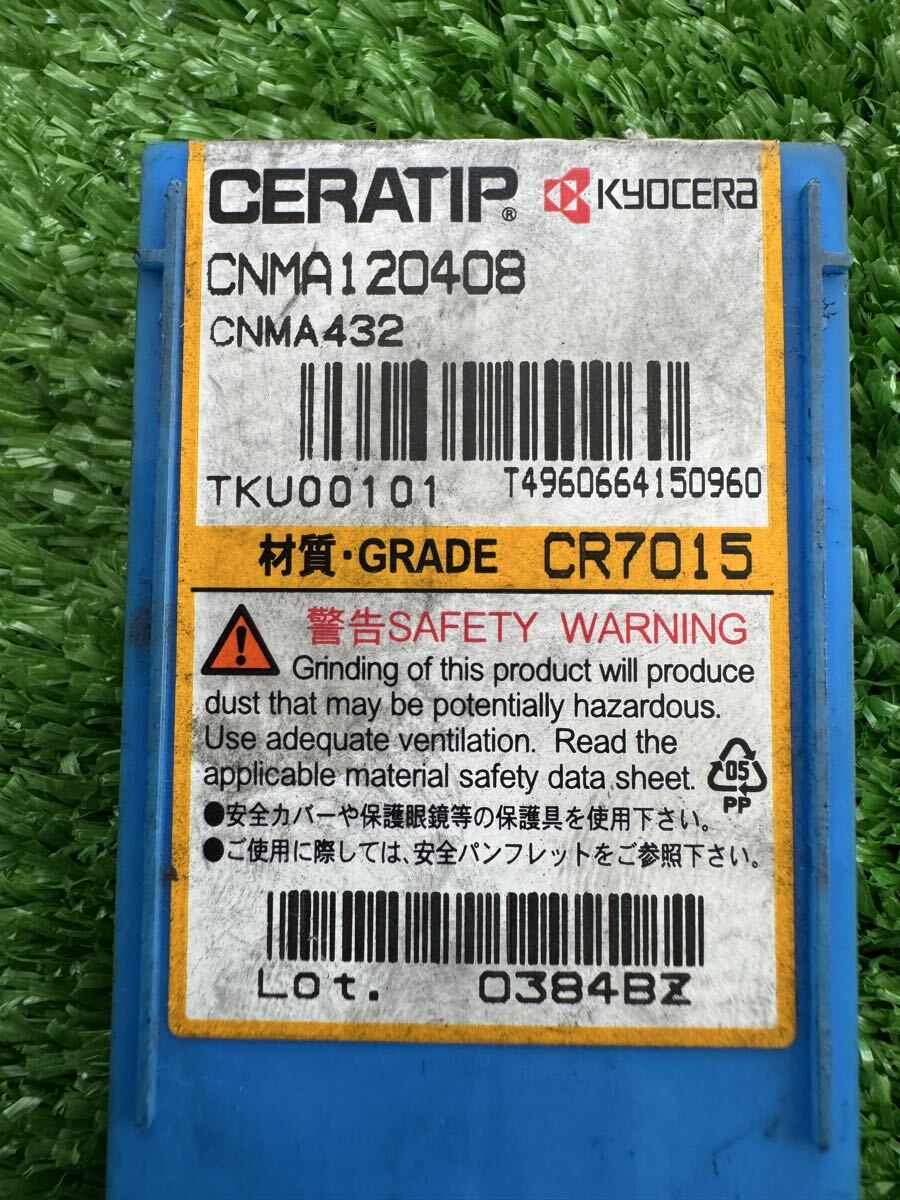 CERATIP® KYOCERA
CNMA120408
CNMA432
TKU00101 T4960664150960
材質・GRADE CR7015
警告SAFETY WARNING
Grinding of this product will produce
dust that may be potentially hazardous.
Use adequate ventilation. Read the
applicable material safety data sheet.
05
PP
●安全カバーや保護眼鏡等の保護具を使用下さい。
●ご使用に際しては、安全パンフレットをご参照下さい。
Lot. 0384BZ